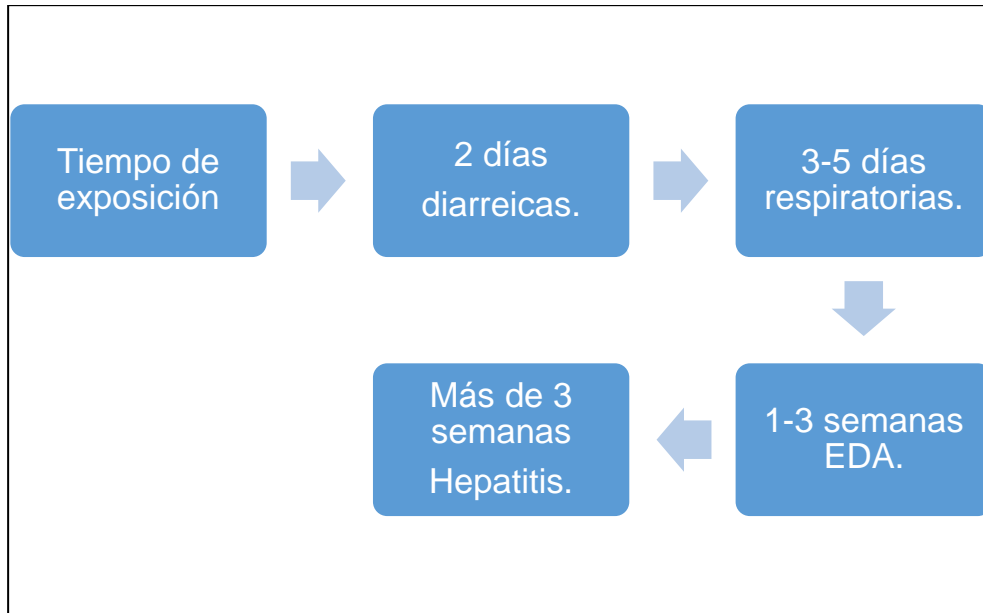 Tiempo de
exposición
2 días
diarreicas.
3-5 días
respiratorias.
1-3 semanas
EDA.
Más de 3
semanas
Hepatitis.